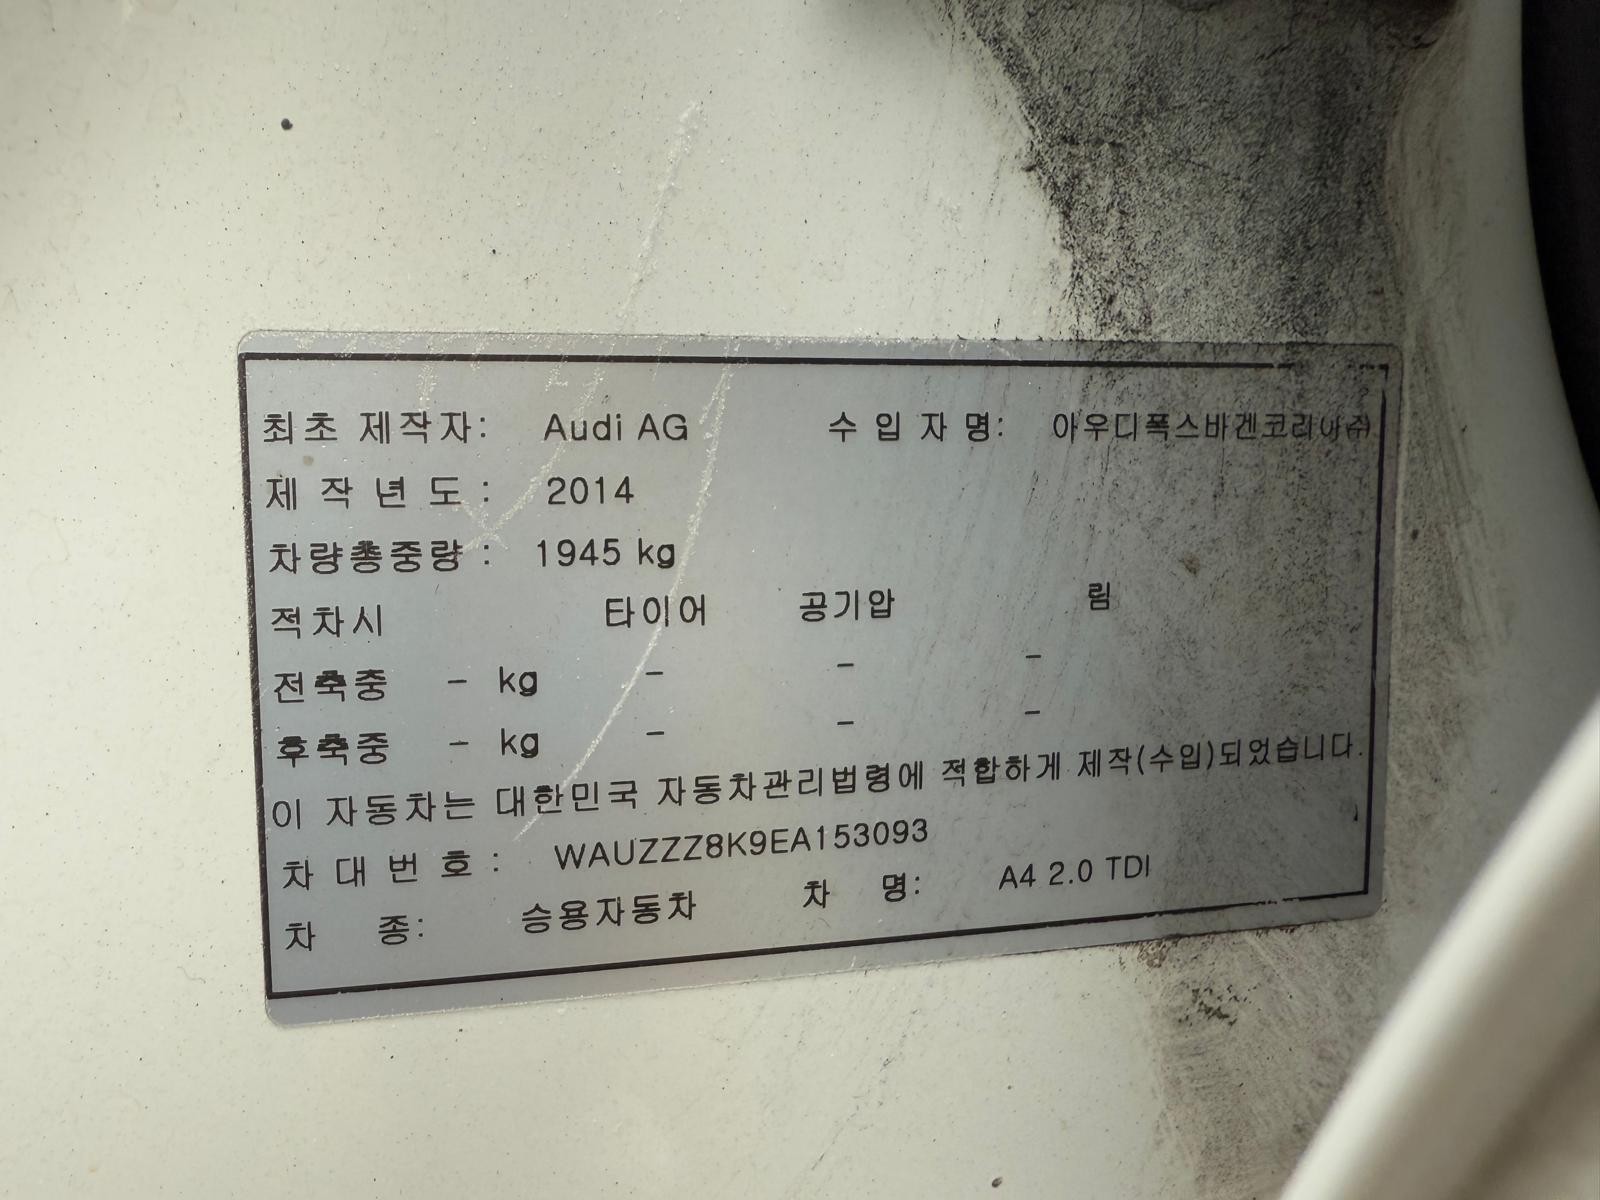 최초 제작자: Audi AG 수 입 자 명: 아우디폭스바겐코리아㈜
제 작 년 도 : 2014
차량총중량 : 1945 kg
적차시 타이어 공기압 림
전축중 - kg - - -
후축중 - kg - - -
이 자동차는 대한민국 자동차관리법령에 적합하게 제작(수입)되었습니다.
차 대 번 호 : WAUZZZ8K9EA153093
차 종: 승용자동차 차 명: A4 2.0 TDI